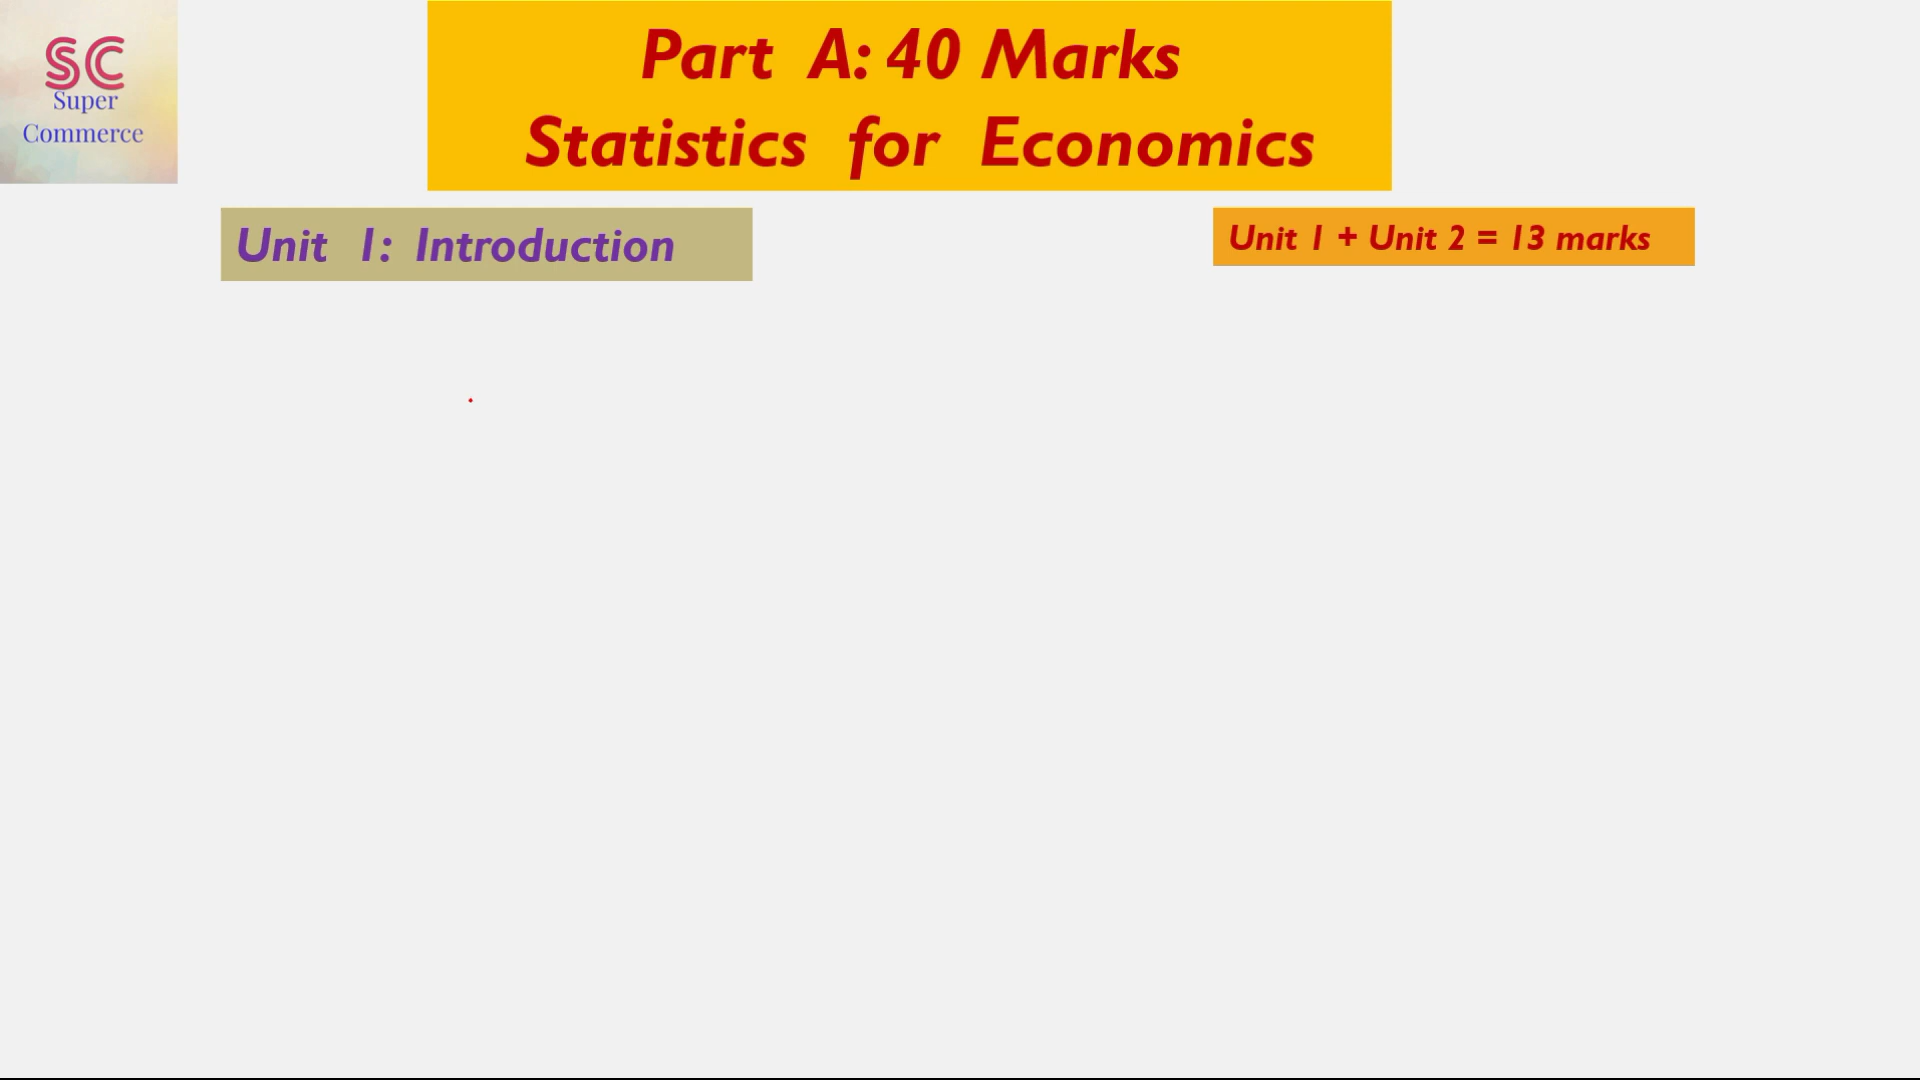 SC
Super
Commerce
Part A: 40 Marks
Statistics for Economics
Unit 1: Introduction
Unit 1 + Unit 2 = 13 marks